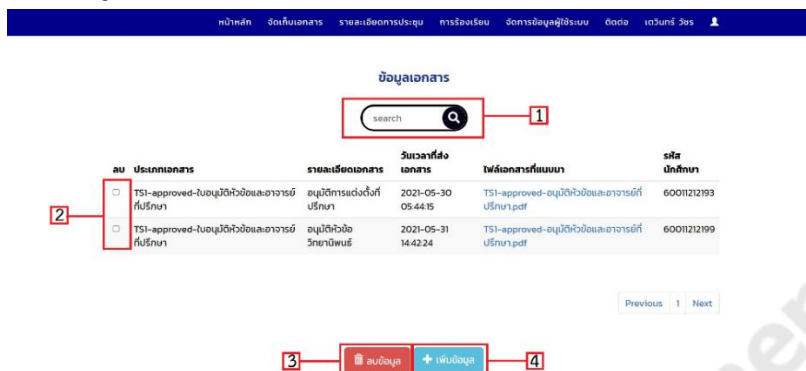 หน้าหลัก จัดเก็บเอกสาร รายละเอียดการประชุม การร้องเรียน จัดการข้อมูลผู้ใช้ระบบ ติดต่อ เตวินทร์ วัชร
ข้อมูลเอกสาร
search
1
ลบ ประเภทเอกสาร รายละเอียดเอกสาร วันเวลาที่ส่งเอกสาร ไฟล์เอกสารที่แนบมา รหัสนักศึกษา
TS1-approved-ใบอนุมัติหัวข้อและอาจารย์ที่ปรึกษา อนุมัติการแต่งตั้งที่ปรึกษา 2021-05-30 05:44:15 TS1-approved-อนุมัติหัวข้อและอาจารย์ที่ปรึกษา.pdf 60011212193
2
TS1-approved-ใบอนุมัติหัวข้อและอาจารย์ที่ปรึกษา อนุมัติหัวข้อวิทยานิพนธ์ 2021-05-31 14:42:24 TS1-approved-อนุมัติหัวข้อและอาจารย์ที่ปรึกษา.pdf 60011212199
Previous 1 Next
3 ลบข้อมูล + เพิ่มข้อมูล 4